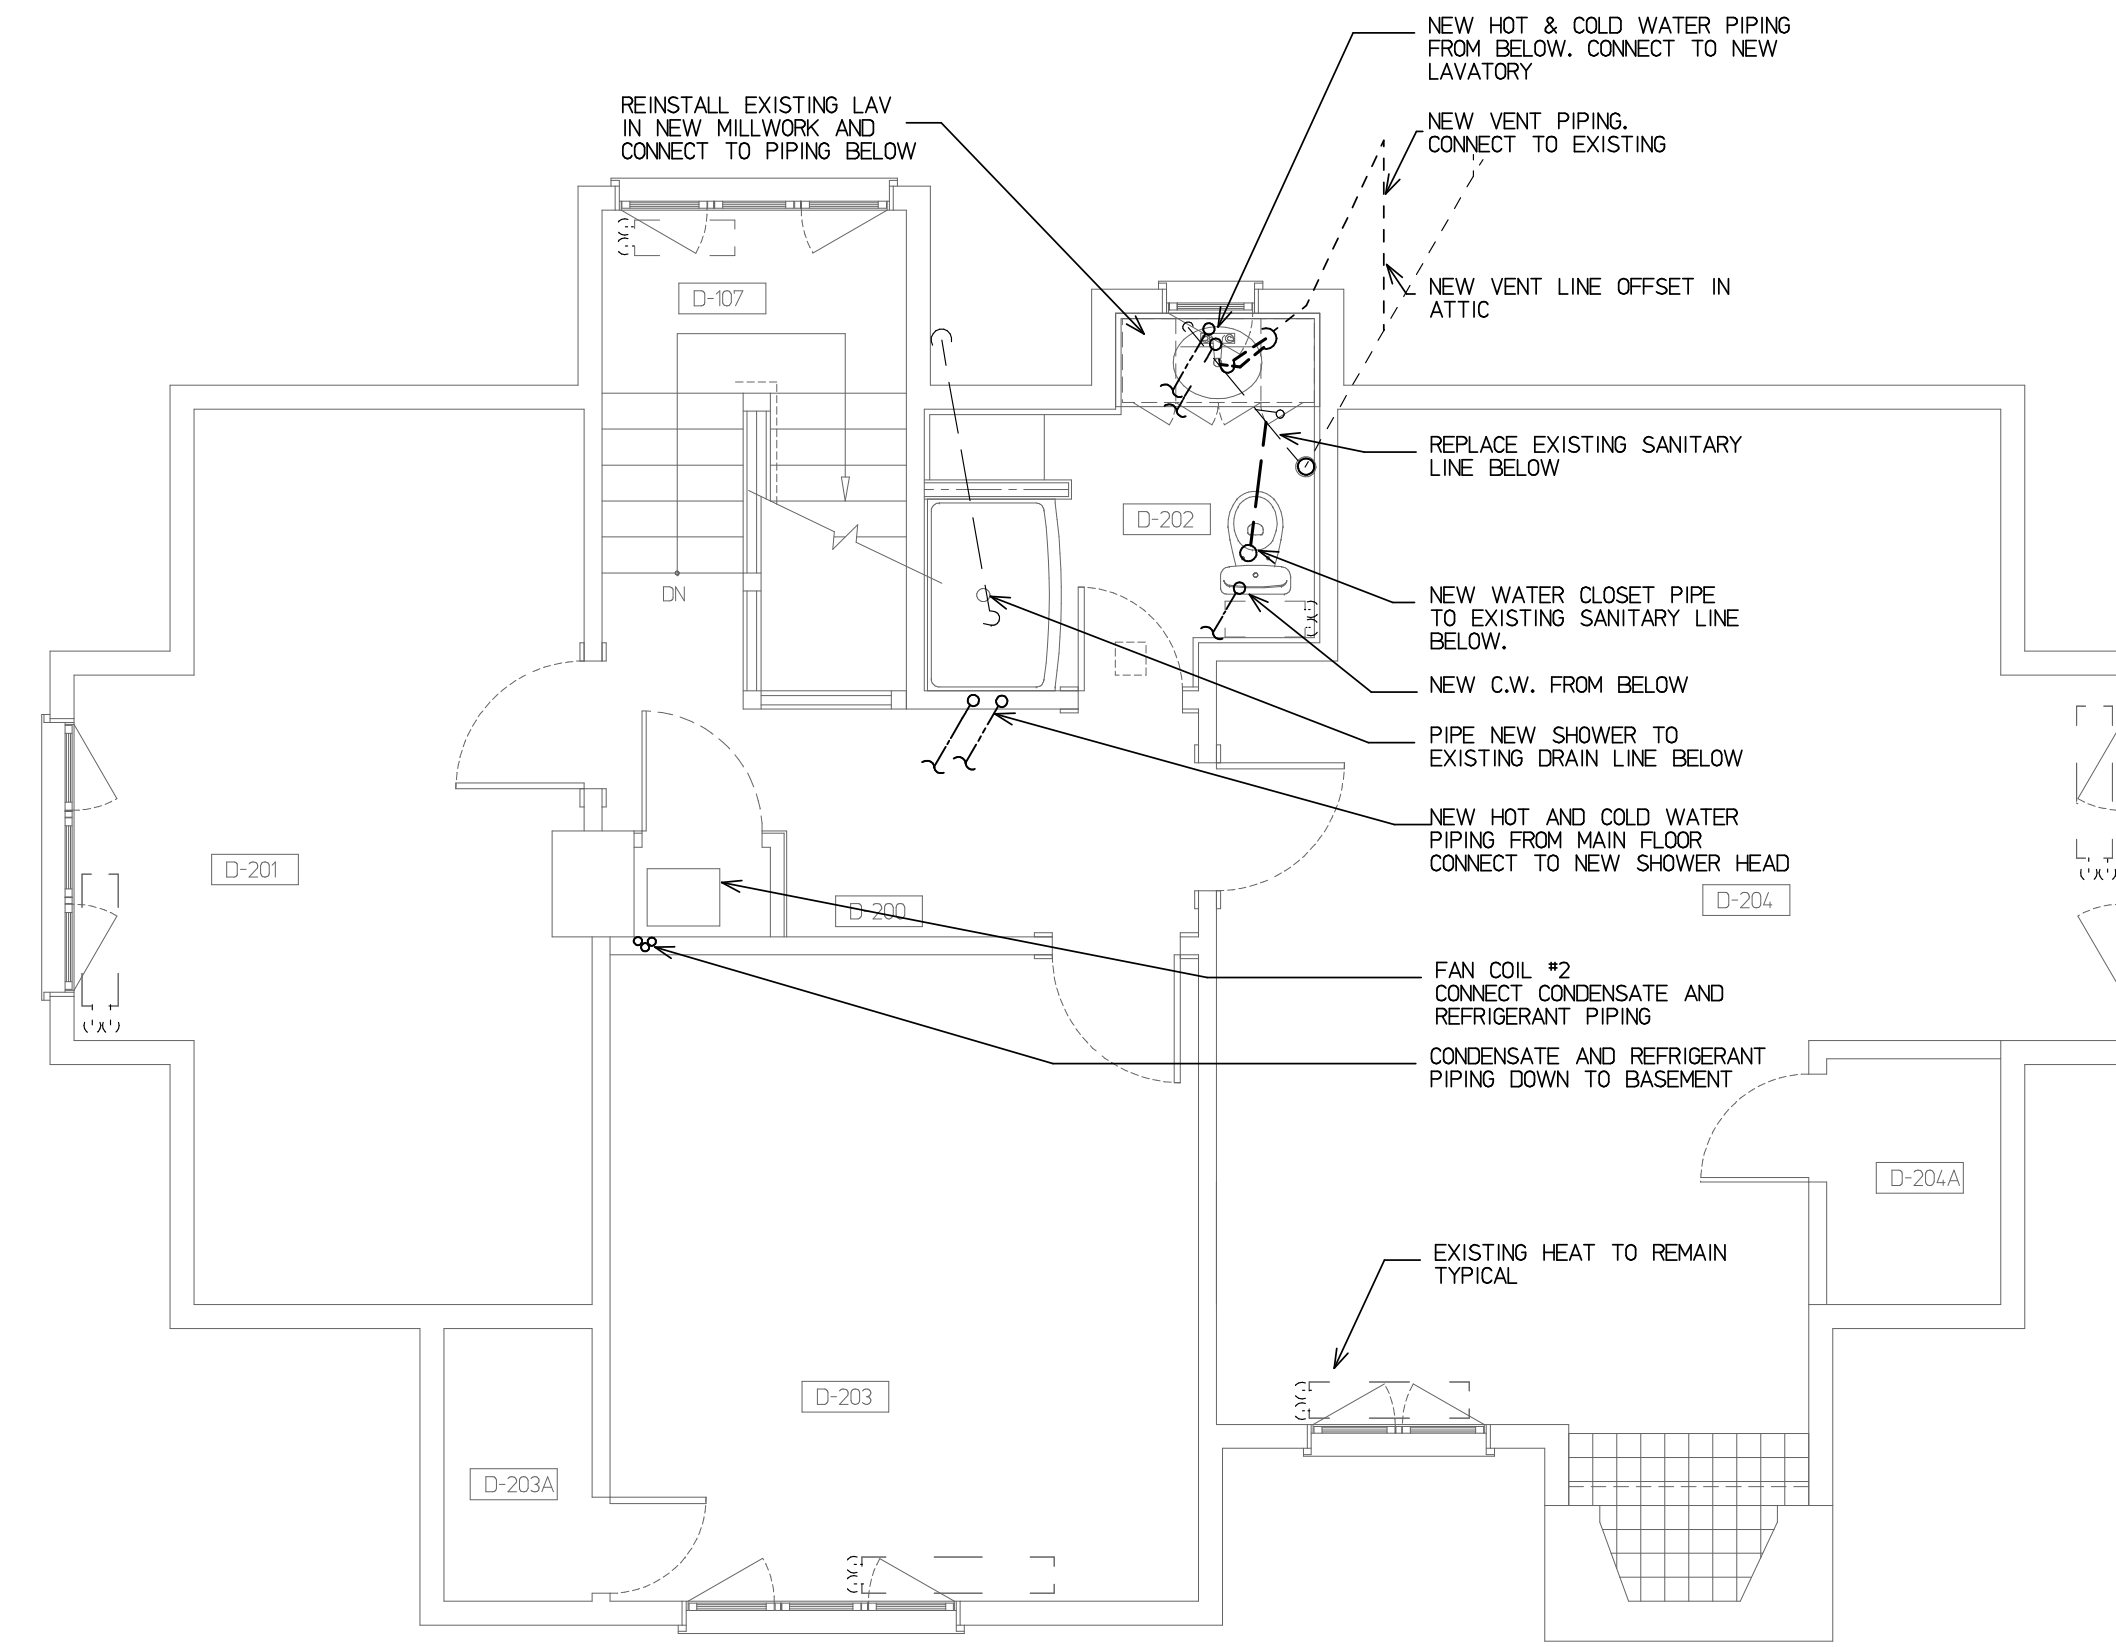 NEW HOT & COLD WATER PIPING
FROM BELOW. CONNECT TO NEW
LAVATORY
REINSTALL EXISTING LAV
IN NEW MILLWORK AND
CONNECT TO PIPING BELOW
NEW VENT PIPING.
CONNECT TO EXISTING
NEW VENT LINE OFFSET IN
ATTIC
D-107
REPLACE EXISTING SANITARY
LINE BELOW
D-202
DN
NEW WATER CLOSET PIPE
TO EXISTING SANITARY LINE
BELOW.
NEW C.W. FROM BELOW
PIPE NEW SHOWER TO
EXISTING DRAIN LINE BELOW
NEW HOT AND COLD WATER
PIPING FROM MAIN FLOOR
CONNECT TO NEW SHOWER HEAD
D-201
D-200
D-204
FAN COIL #2
CONNECT CONDENSATE AND
REFRIGERANT PIPING
CONDENSATE AND REFRIGERANT
PIPING DOWN TO BASEMENT
D-204A
EXISTING HEAT TO REMAIN
TYPICAL
D-203
D-203A